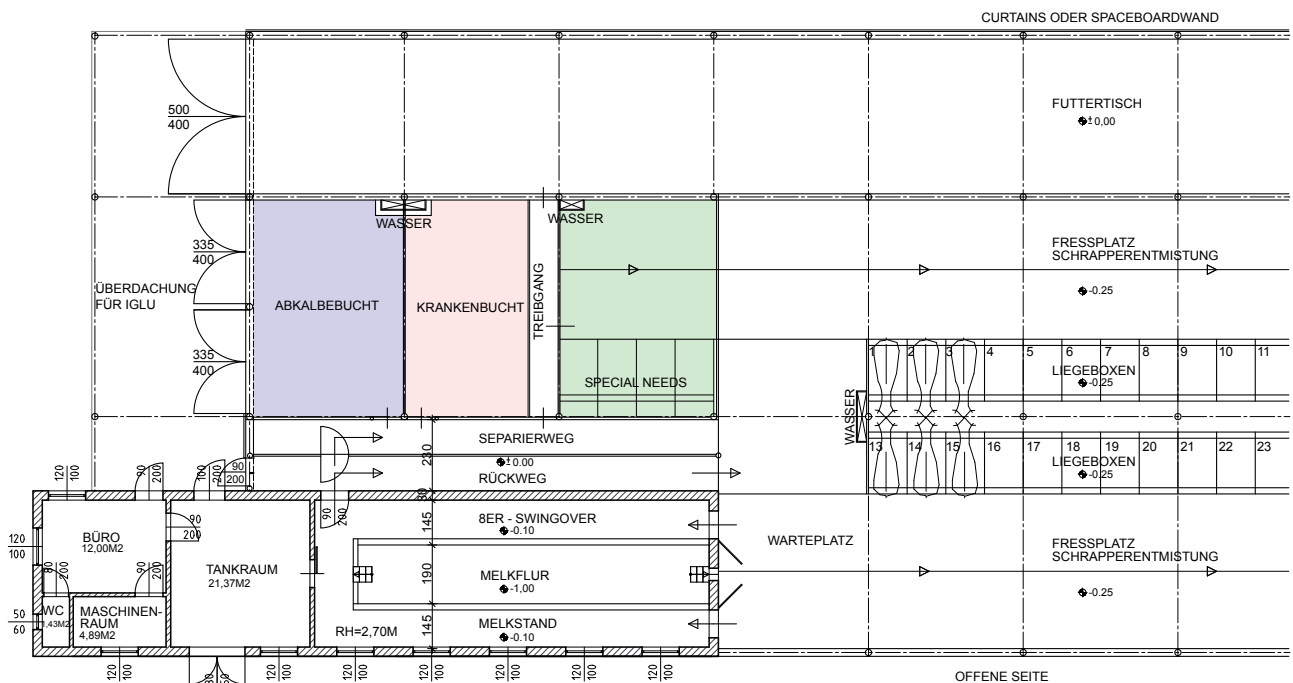 CURTAINS ODER SPACEBOARDWAND
500
400
FUTTERTISCH
± 0,00
WASSER
WASSER
335
400
FRESSPLATZ
SCHRAPPERENTMISTUNG
-0.25
ÜBERDACHUNG
FÜR IGLU
ABKALBEBUCHT
KRANKENBUCHT
TREIBGANG
335
400
1 2 3 4 5 6 7 8 9 10 11
LIEGEBOXEN
-0.25
SPECIAL NEEDS
WASSER
13 14 15 16 17 18 19 20 21 22 23
LIEGEBOXEN
-0.25
SEPARIERWEG
230
± 0.00
RÜCKWEG
30
120
100
90
200
100
200
90
200
90
200
145
8ER - SWINGOVER
-0.10
BÜRO
12,00M2
90
200
120
100
80
200
90
200
TANKRAUM
21,37M2
190
MELKFLUR
-1,00
WARTEPLATZ
FRESSPLATZ
SCHRAPPERENTMISTUNG
-0.25
WC
1,43M2
MASCHINEN-
RAUM
4,89M2
50
60
RH=2,70M
145
MELKSTAND
-0.10
120
100
120
100
120
100
120
100
120
100
120
100
120
100
OFFENE SEITE